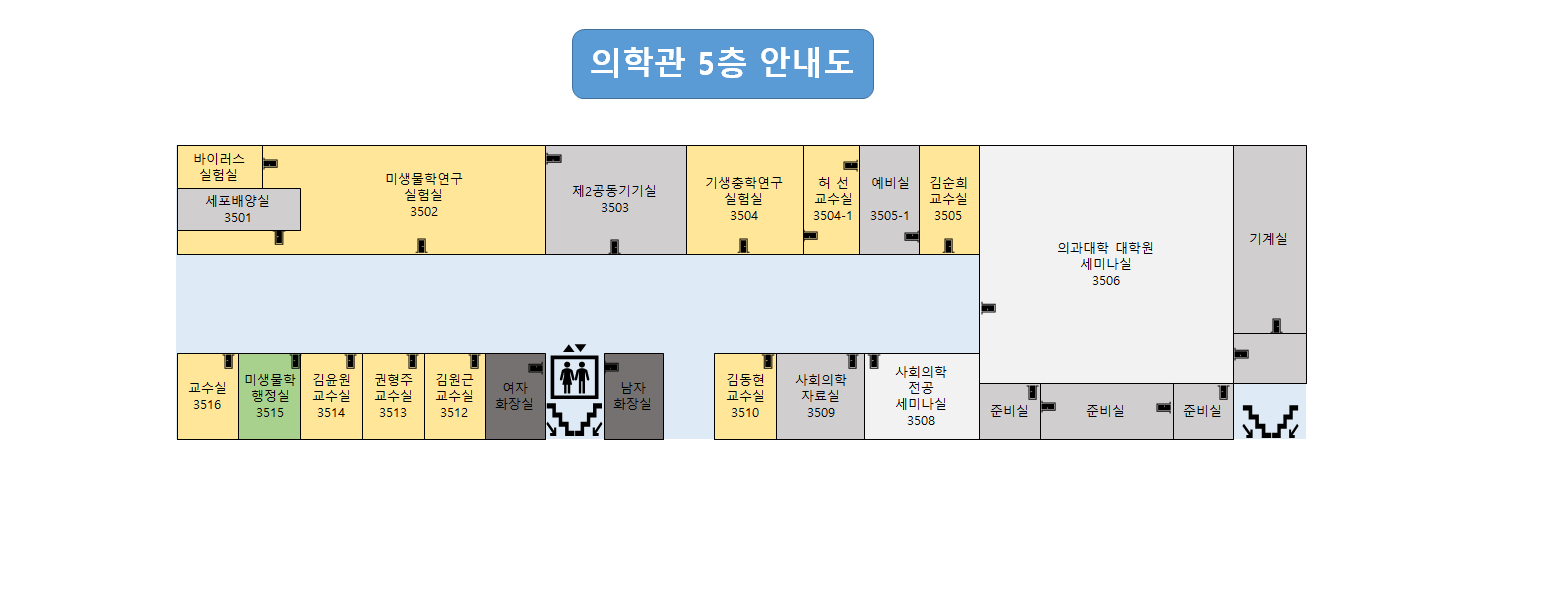 의학관 5층 안내도
바이러스
실험실
세포배양실
3501
미생물학연구
실험실
3502
제2공동기기실
3503
기생충학연구
실험실
3504
허 선
교수실
3504-1
예비실
3505-1
김순희
교수실
3505
의과대학 대학원
세미나실
3506
기계실
교수실
3516
미생물학
행정실
3515
김윤원
교수실
3514
권형주
교수실
3513
김원근
교수실
3512
여자
화장실
남자
화장실
김동현
교수실
3510
사회의학
자료실
3509
사회의학
전공
세미나실
3508
준비실
준비실
준비실